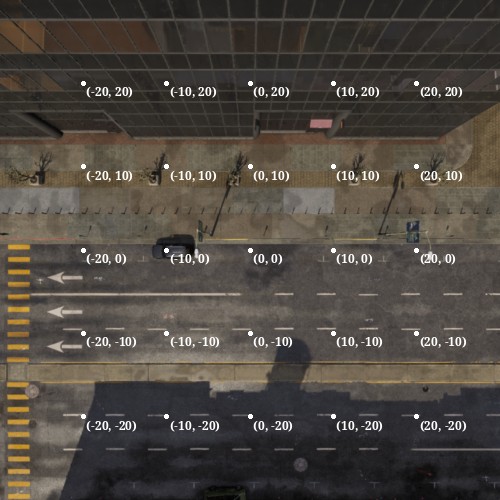 (-20, 20) (-10, 20) (0, 20) (10, 20) (20, 20)
(-20, 10) (-10, 10) (0, 10) (10, 10) (20, 10)
(-20, 0) (-10, 0) (0, 0) (10, 0) (20, 0)
(-20, -10) (-10, -10) (0, -10) (10, -10) (20, -10)
(-20, -20) (-10, -20) (0, -20) (10, -20) (20, -20)